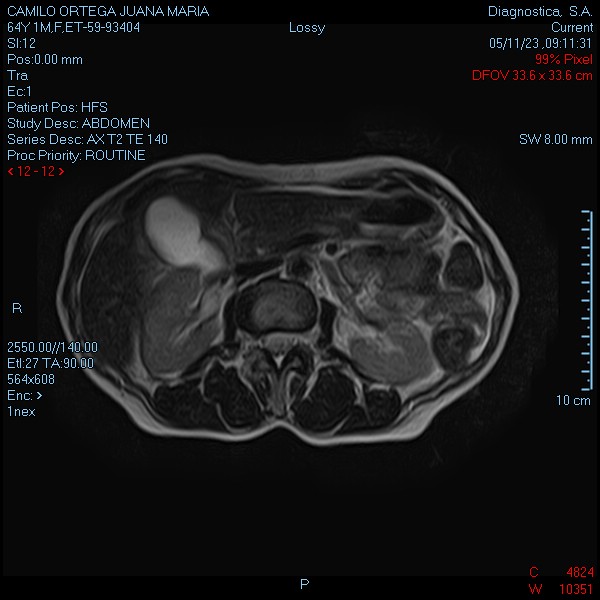 CAMILO ORTEGA JUANA MARIA
64Y 1M,F,ET-59-93404
Sl:12
Pos:0.00 mm
Tra
Ec:1
Patient Pos: HFS
Study Desc: ABDOMEN
Series Desc: AX T2 TE 140
Proc Priority: ROUTINE
< 12 - 12 >
Lossy
Diagnostica, S.A.
Current
05/11/23 ,09:11:31
99% Pixel
DFOV 33.6 x 33.6 cm
SW 8.00 mm
R
2550.00//140.00
Etl:27 TA:90.00
564x608
Enc: >
1nex
10 cm
P
C 4824
W 10351